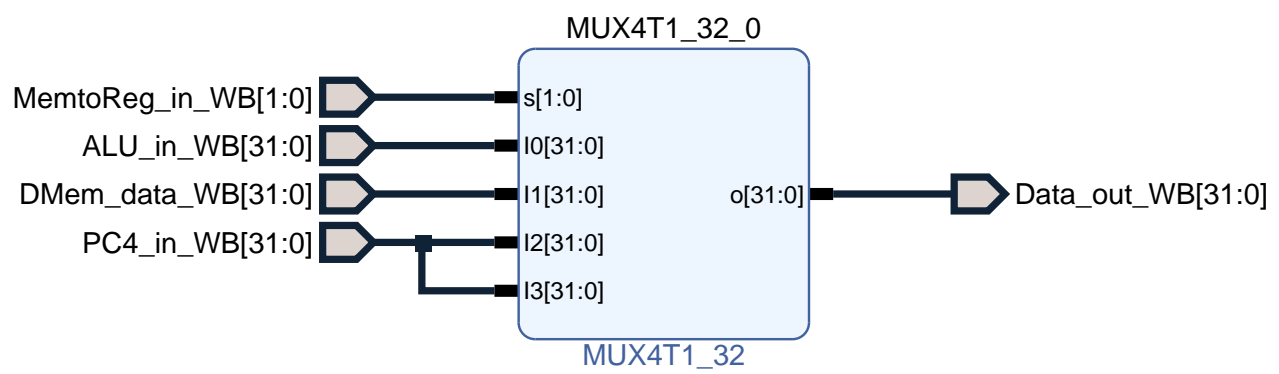 MUX4T1_32_0
MemtoReg_in_WB[1:0]
s[1:0]
ALU_in_WB[31:0]
I0[31:0]
DMem_data_WB[31:0]
I1[31:0]
o[31:0]
Data_out_WB[31:0]
PC4_in_WB[31:0]
I2[31:0]
I3[31:0]
MUX4T1_32